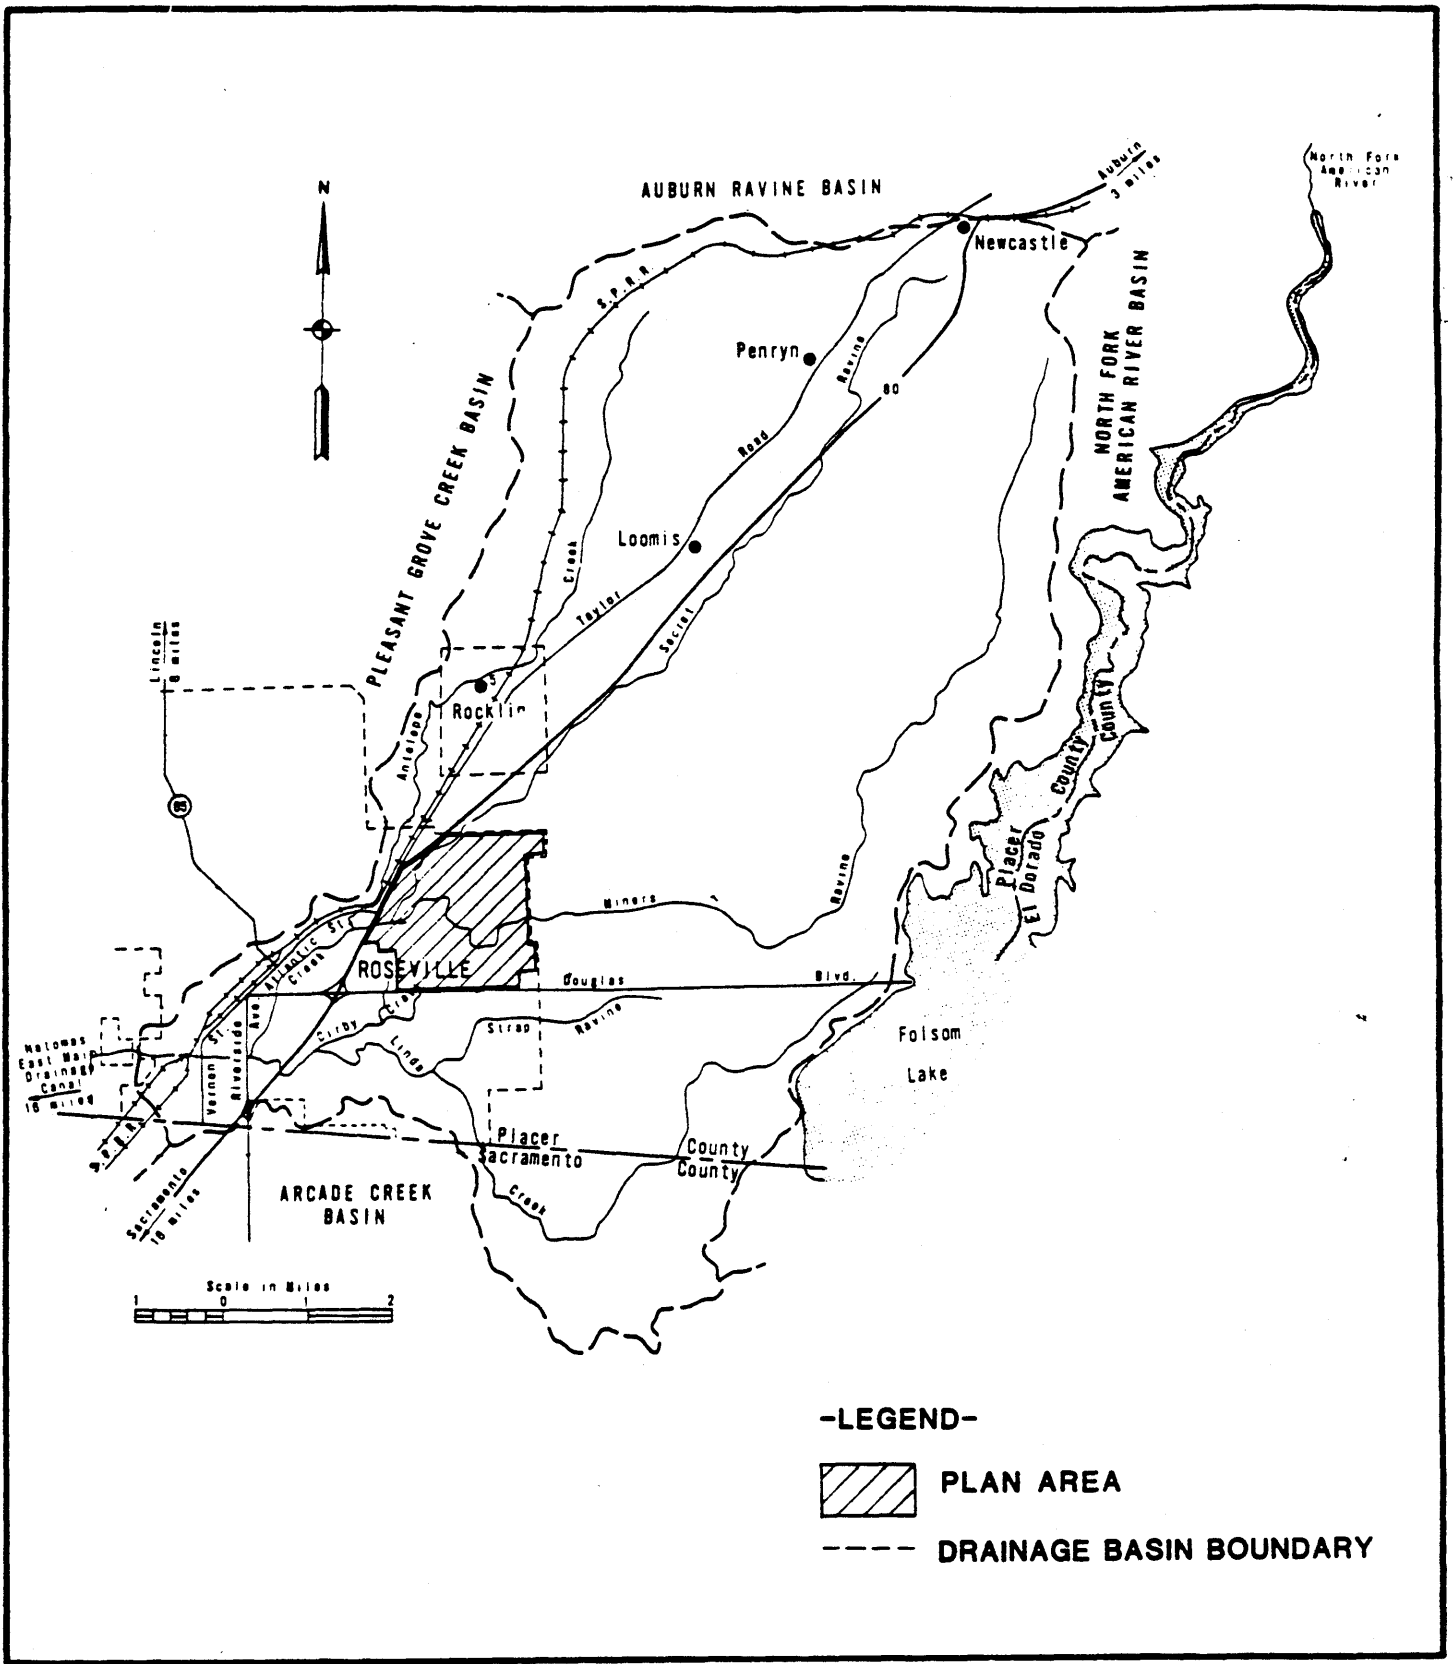 North Fork
American
River
Auburn
3 miles
N
AUBURN RAVINE BASIN
Newcastle
S.P.R.R.
NORTH FORK
AMERICAN RIVER BASIN
Penryn
Ravine
80
PLEASANT GROVE CREEK BASIN
Road
Loomis
Creek
Taylor
Secret
Lincoln
8 miles
Rocklin
Antelope
County
County
Placer
El Dorado
Ravine
Miners
Atlantic St.
Creek
ROSEVILLE
Douglas
Blvd.
Cirby
Creek
Strap
Ravine
Linda
Folsom
Lake
Natomas
East Main
Drainage
Canal
16 miles
St.
Vernon
Ave.
Riverside
S.P.R.R.
Placer
County
Sacramento
County
Sacramento
16 miles
ARCADE CREEK
BASIN
Creek
Scale in Miles
1 0 1 2
-LEGEND-
PLAN AREA
DRAINAGE BASIN BOUNDARY